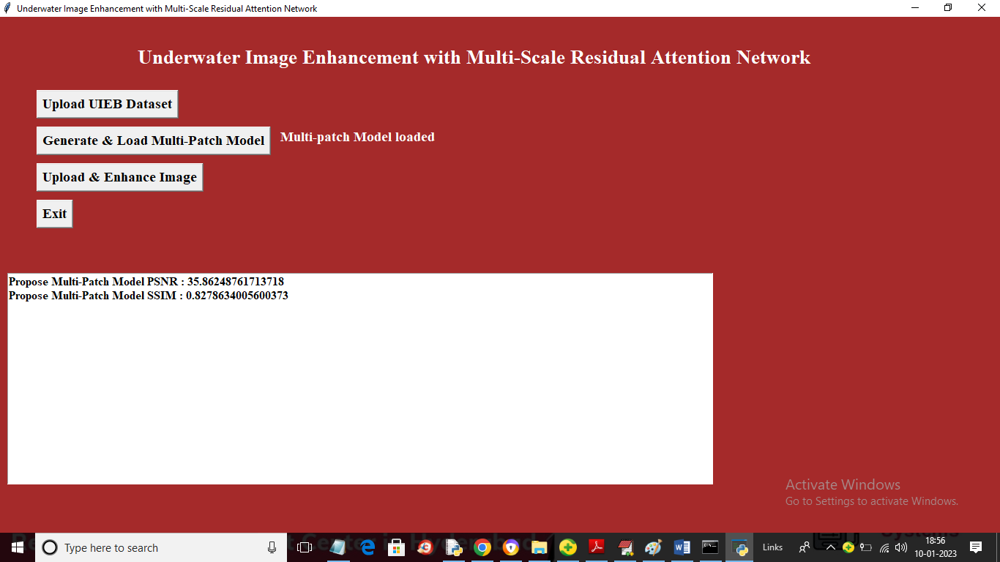 Underwater Image Enhancement with Multi-Scale Residual Attention Network
Underwater Image Enhancement with Multi-Scale Residual Attention Network
Upload UIEB Dataset
Generate & Load Multi-Patch Model
Multi-patch Model loaded
Upload & Enhance Image
Exit
Propose Multi-Patch Model PSNR : 35.86248761713718
Propose Multi-Patch Model SSIM : 0.8278634005600373
Activate Windows
Go to Settings to activate Windows.
Type here to search
Links
18:56
10-01-2023